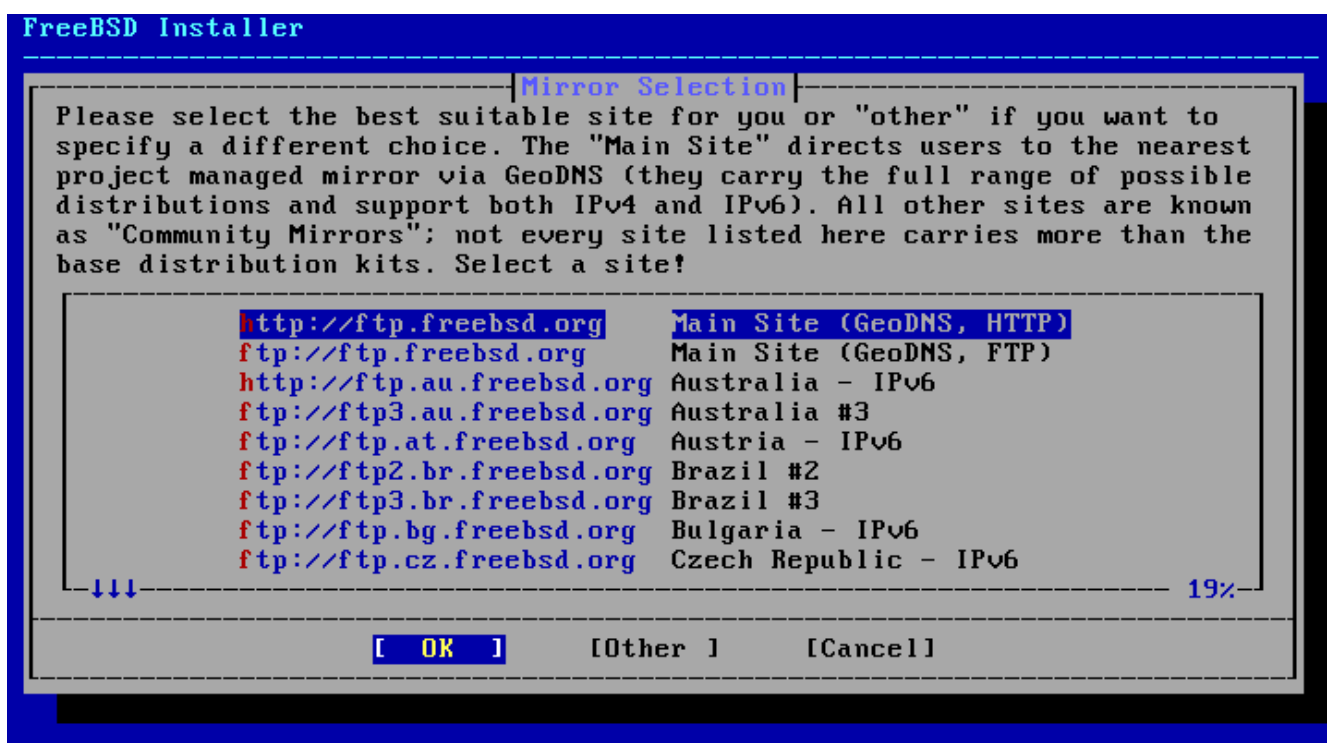 FreeBSD Installer
Mirror Selection
Please select the best suitable site for you or "other" if you want to
specify a different choice. The "Main Site" directs users to the nearest
project managed mirror via GeoDNS (they carry the full range of possible
distributions and support both IPv4 and IPv6). All other sites are known
as "Community Mirrors"; not every site listed here carries more than the
base distribution kits. Select a site!
http://ftp.freebsd.org Main Site (GeoDNS, HTTP)
ftp://ftp.freebsd.org Main Site (GeoDNS, FTP)
http://ftp.au.freebsd.org Australia - IPv6
ftp://ftp3.au.freebsd.org Australia #3
ftp://ftp.at.freebsd.org Austria - IPv6
ftp://ftp2.br.freebsd.org Brazil #2
ftp://ftp3.br.freebsd.org Brazil #3
ftp://ftp.bg.freebsd.org Bulgaria - IPv6
ftp://ftp.cz.freebsd.org Czech Republic - IPv6
↓↓↓ 19%
[ OK ] [Other ] [Cancel]